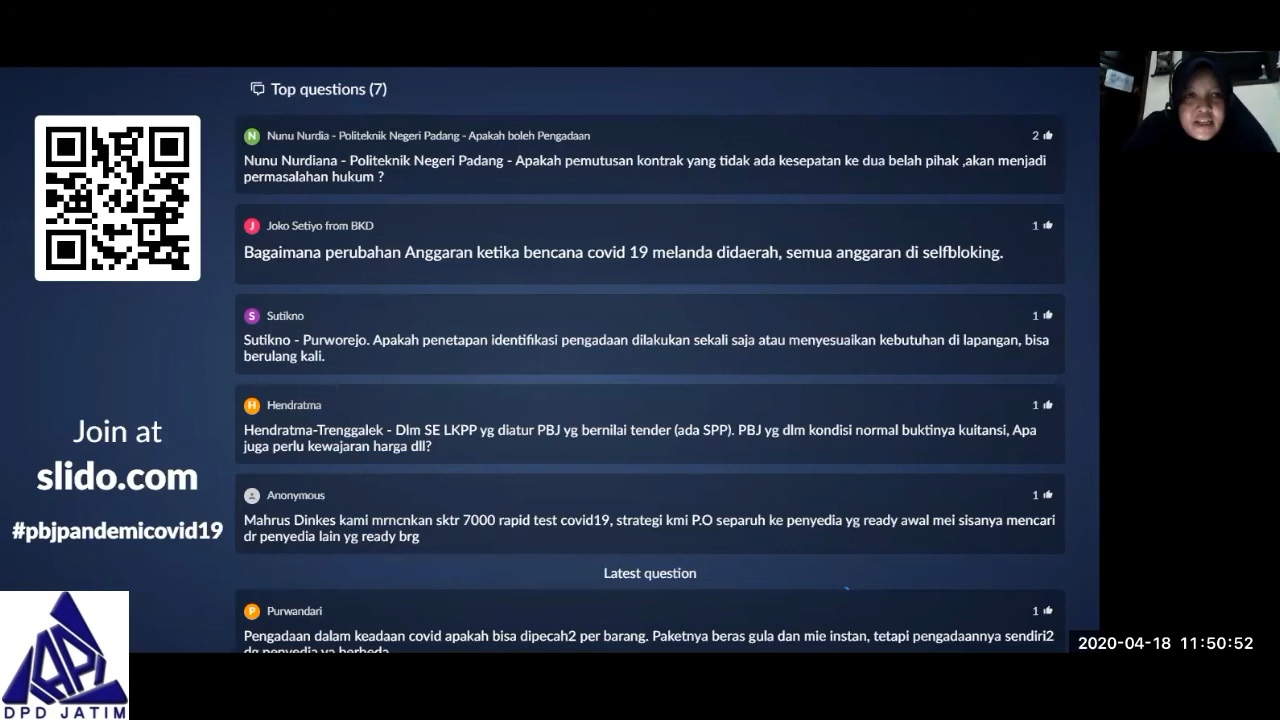 Top questions (7)
N Nunu Nurdia - Politeknik Negeri Padang - Apakah boleh Pengadaan 2
Nunu Nurdiana - Politeknik Negeri Padang - Apakah pemutusan kontrak yang tidak ada kesepatan ke dua belah pihak ,akan menjadi
permasalahan hukum ?
J Joko Setiyo from BKD 1
Bagaimana perubahan Anggaran ketika bencana covid 19 melanda didaerah, semua anggaran di selfbloking.
S Sutikno 1
Sutikno - Purworejo. Apakah penetapan identifikasi pengadaan dilakukan sekali saja atau menyesuaikan kebutuhan di lapangan, bisa
berulang kali.
H Hendratma 1
Hendratma-Trenggalek - Dlm SE LKPP yg diatur PBJ yg bernilai tender (ada SPP). PBJ yg dlm kondisi normal buktinya kuitansi, Apa
juga perlu kewajaran harga dll?
Anonymous 1
Mahrus Dinkes kami mrncnkan sktr 7000 rapid test covid19, strategi kmi P.O separuh ke penyedia yg ready awal mei sisanya mencari
dr penyedia lain yg ready brg
Latest question
P Purwandari 1
Pengadaan dalam keadaan covid apakah bisa dipecah2 per barang. Paketnya beras gula dan mie instan, tetapi pengadaannya sendiri2
dg penyedia yg berbeda
Join at
slido.com
#pbjpandemicovid19
DPD JATIM
2020-04-18 11:50:52